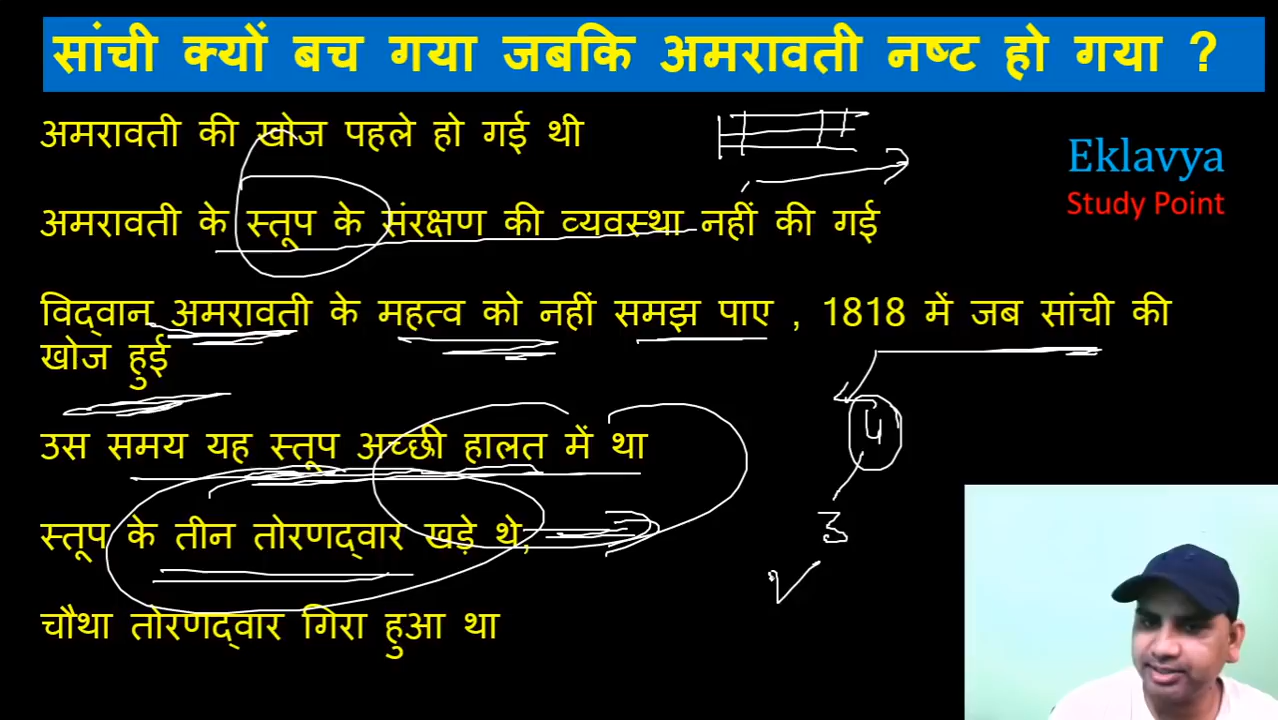 सांची क्यों बच गया जबकि अमरावती नष्ट हो गया ?
अमरावती की खोज पहले हो गई थी
Eklavya
Study Point
अमरावती के स्तूप के संरक्षण की व्यवस्था नहीं की गई
विद्वान अमरावती के महत्व को नहीं समझ पाए , 1818 में जब सांची की
खोज हुई
4
उस समय यह स्तूप अच्छी हालत में था
स्तूप के तीन तोरणद्वार खड़े थे,
3
चौथा तोरणद्वार गिरा हुआ था